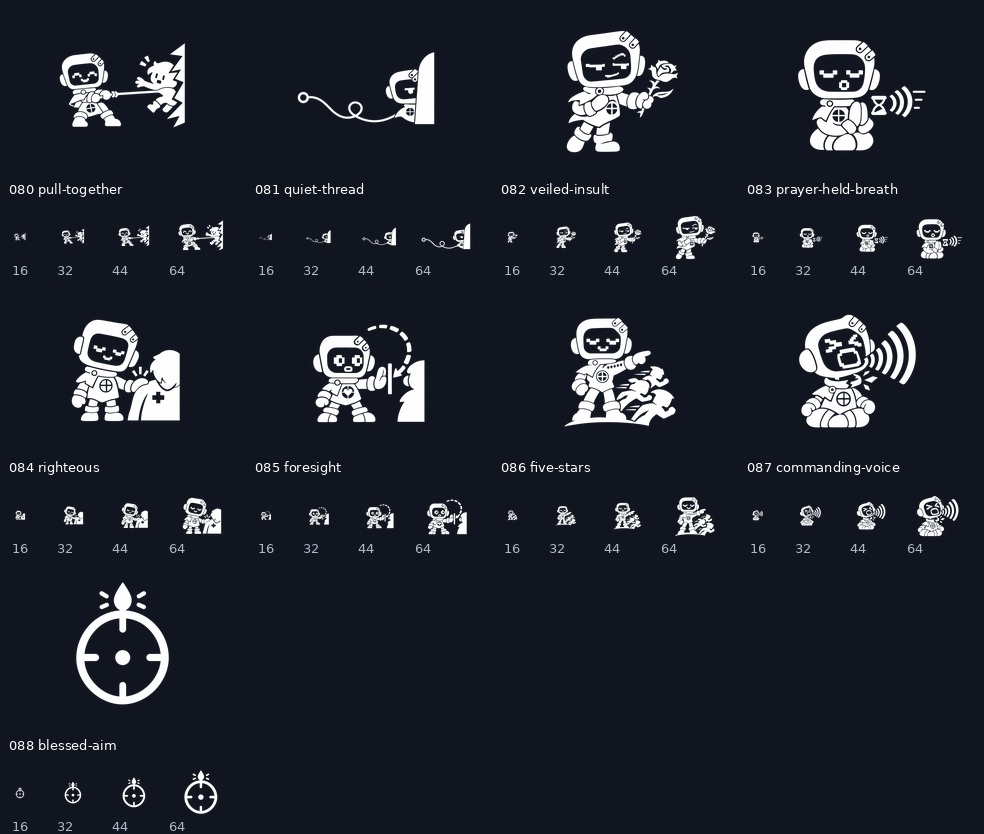 080 pull-together
081 quiet-thread
082 veiled-insult
083 prayer-held-breath
16 32 44 64
16 32 44 64
16 32 44 64
16 32 44 64
084 righteous
085 foresight
086 five-stars
087 commanding-voice
16 32 44 64
16 32 44 64
16 32 44 64
16 32 44 64
088 blessed-aim
16 32 44 64